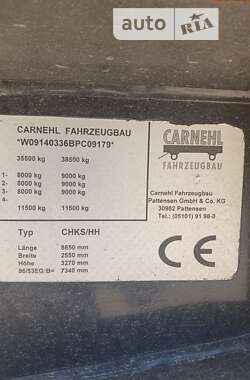 auto RIA
CARNEHL FAHRZEUGBAU
*W09140336BPC09179*
35500 kg 38500 kg
1- 8000 kg 9000 kg
2- 8000 kg 9000 kg
3- 8000 kg 9000 kg
4-
11500 kg 11500 kg
CARNEHL
FAHRZEUGBAU
Carnehl Fahrzeugbau
Pattensen GmbH & Co. KG
30982 Pattensen
Tel.: (05101) 91 98-0
Typ CHKS/HH
Länge 8650 mm
Breite 2550 mm
Höhe 3270 mm
96/53EG:B= 7340 mm
CE